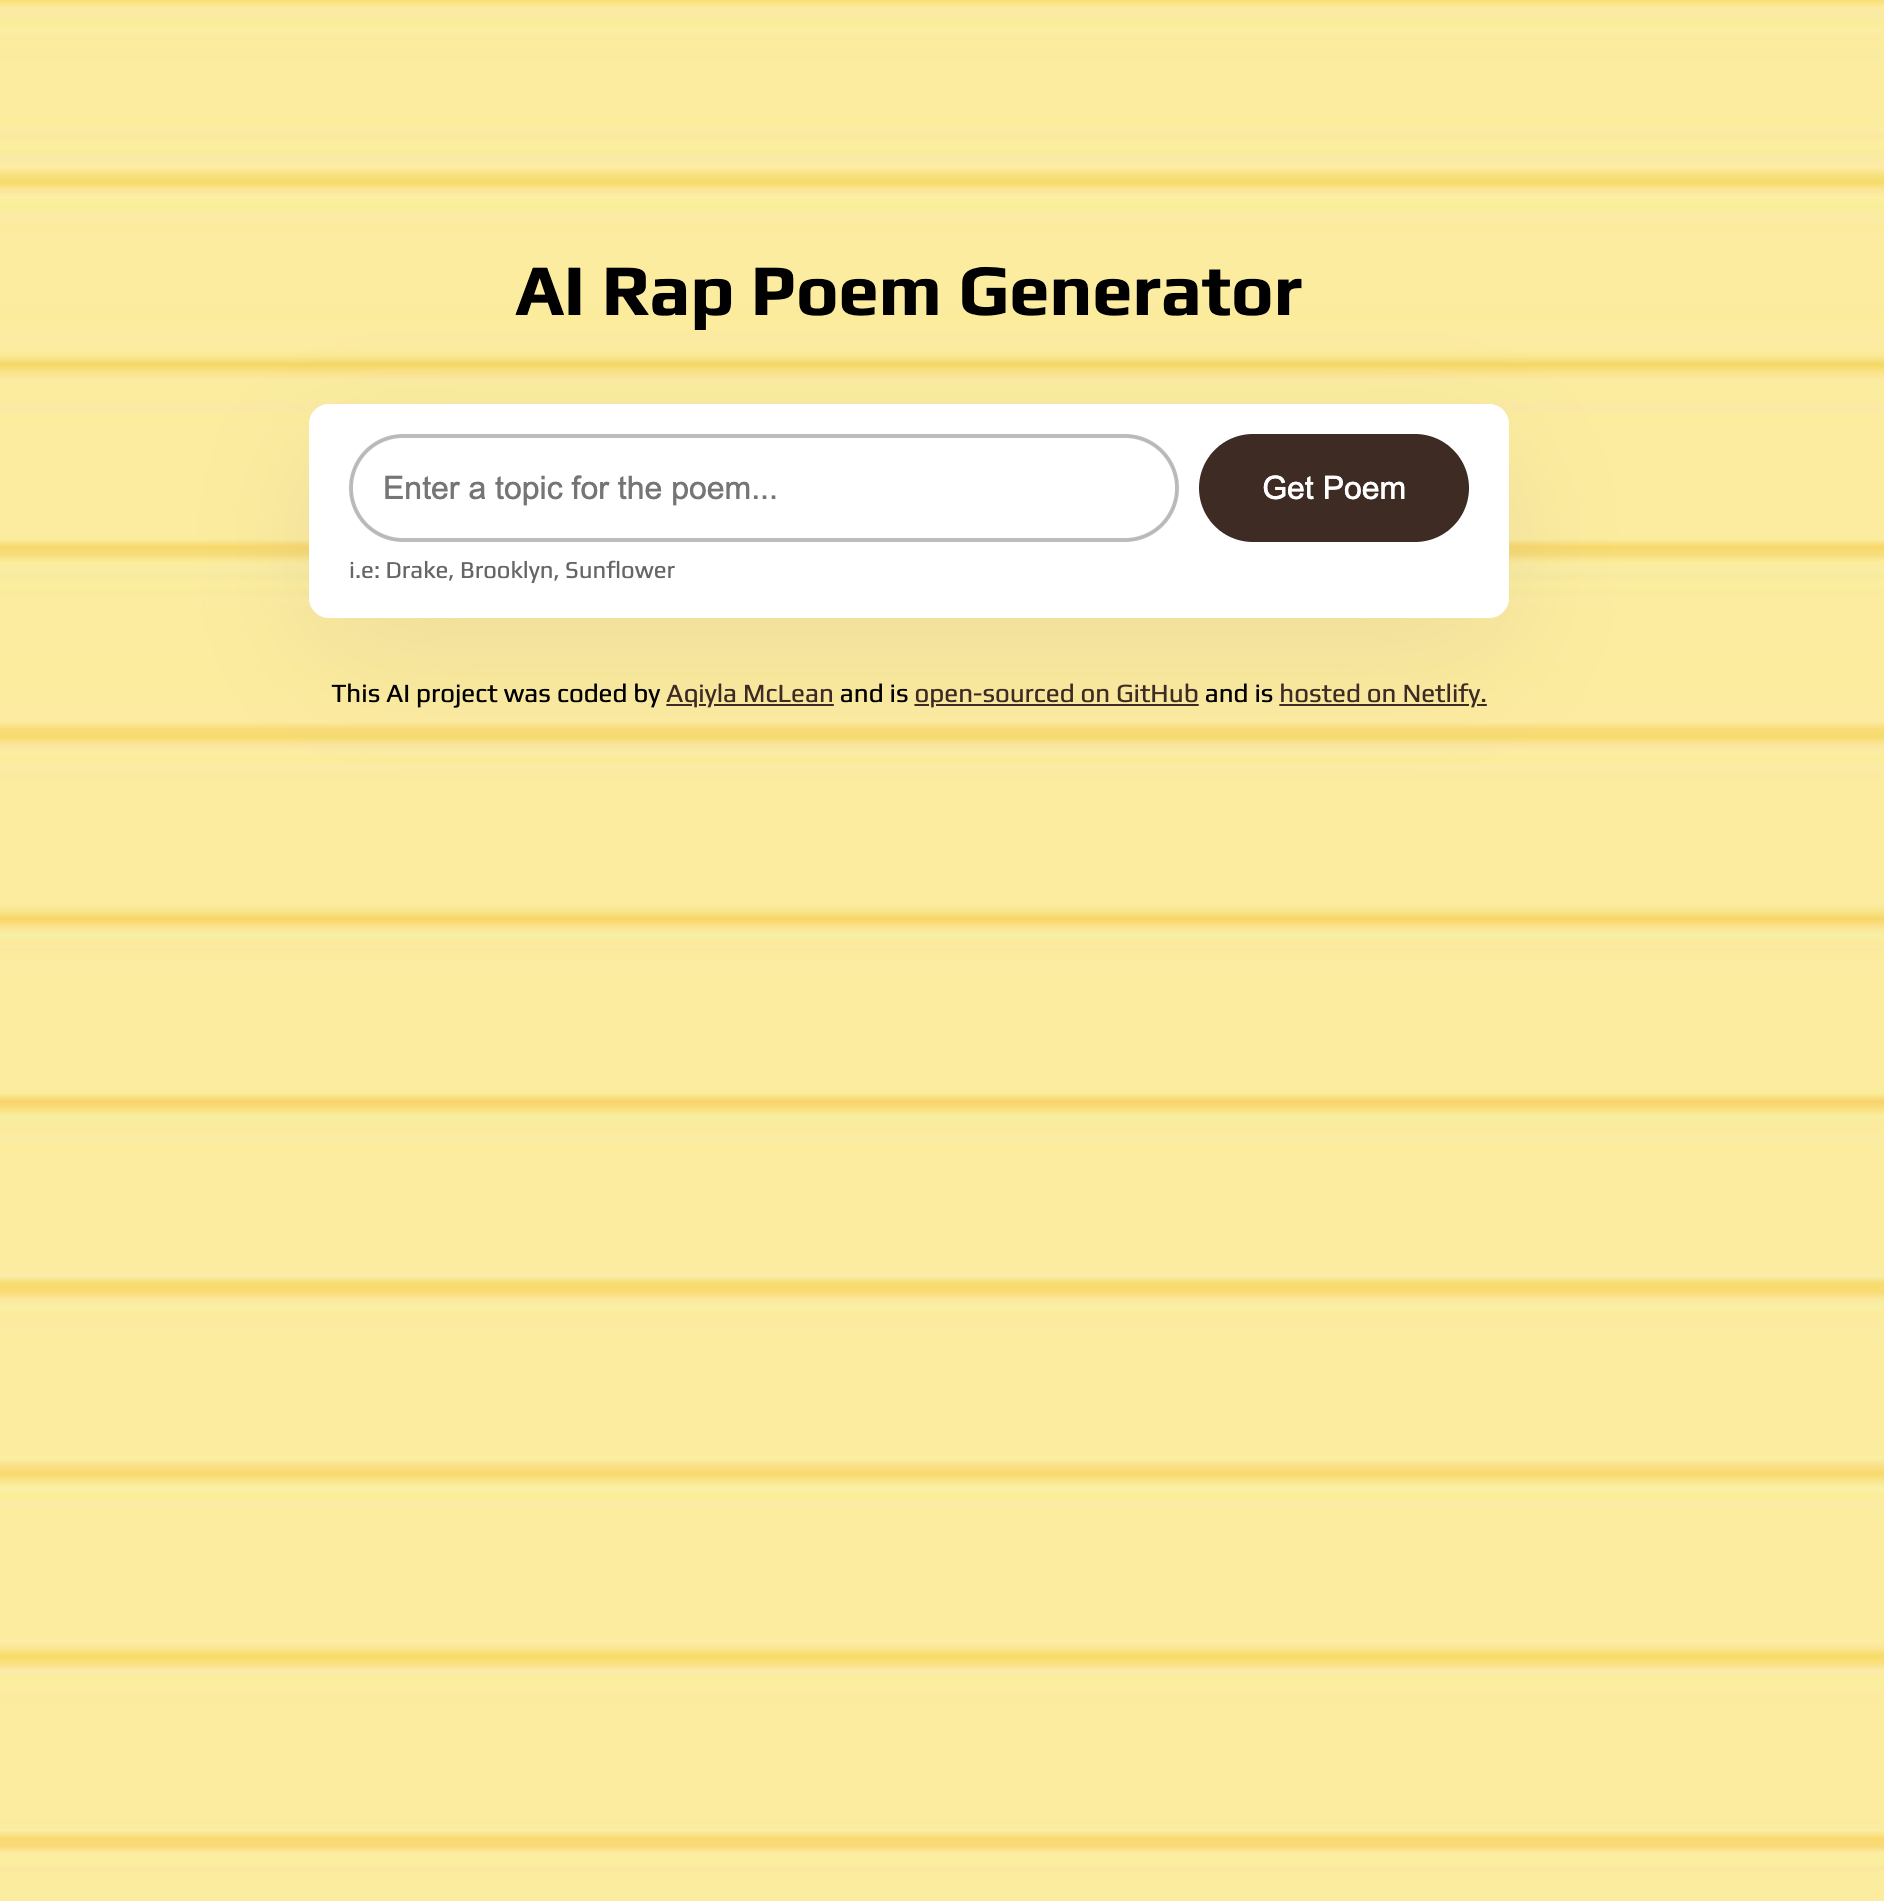 AI Rap Poem Generator
Enter a topic for the poem...
Get Poem
i.e: Drake, Brooklyn, Sunflower
This AI project was coded by Aqiyla McLean and is open-sourced on GitHub and is hosted on Netlify.